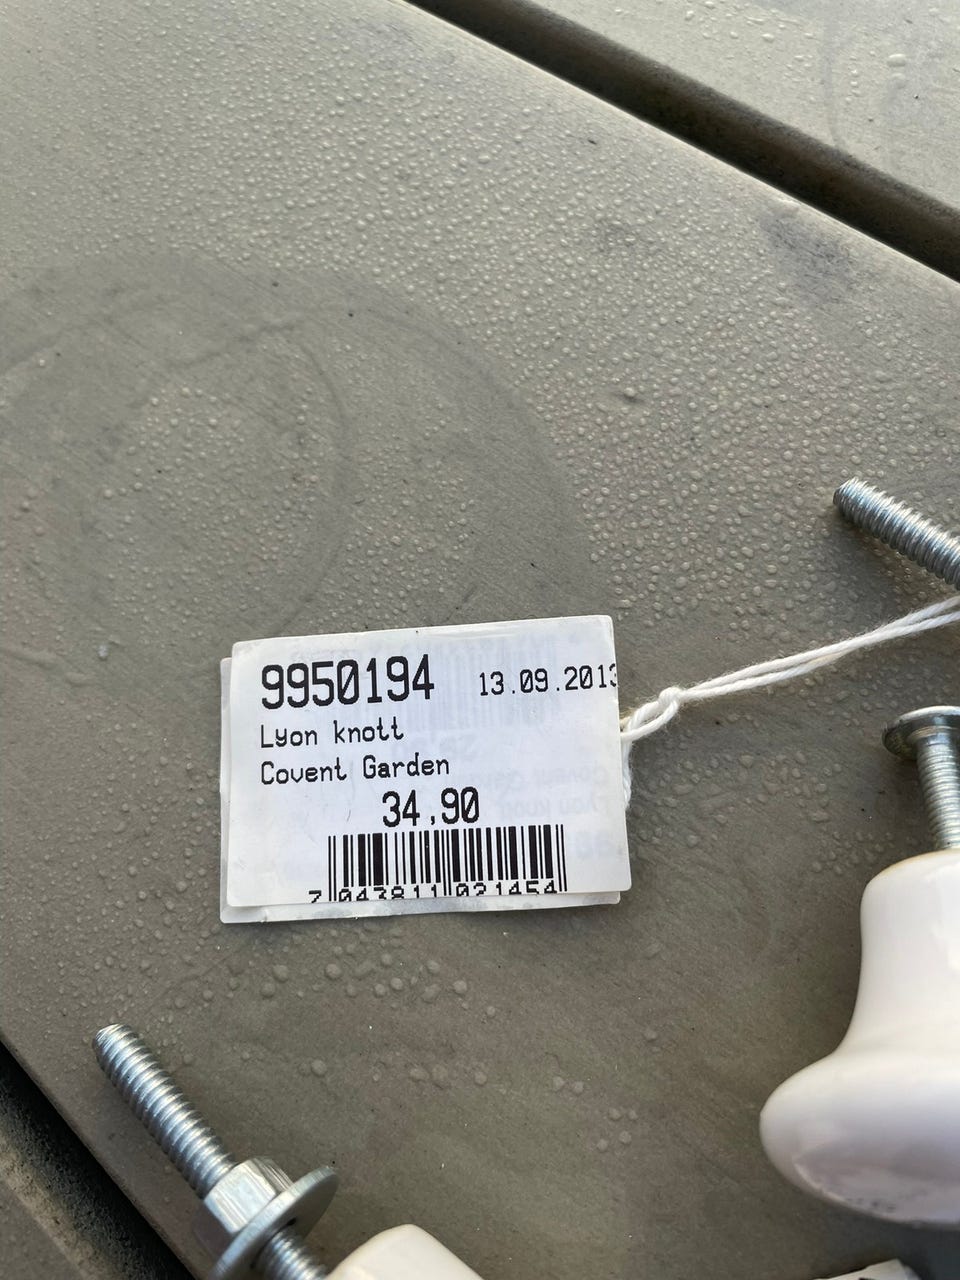 9950194 13.09.2013
Lyon knott
Covent Garden
34,90
7 043811 021454